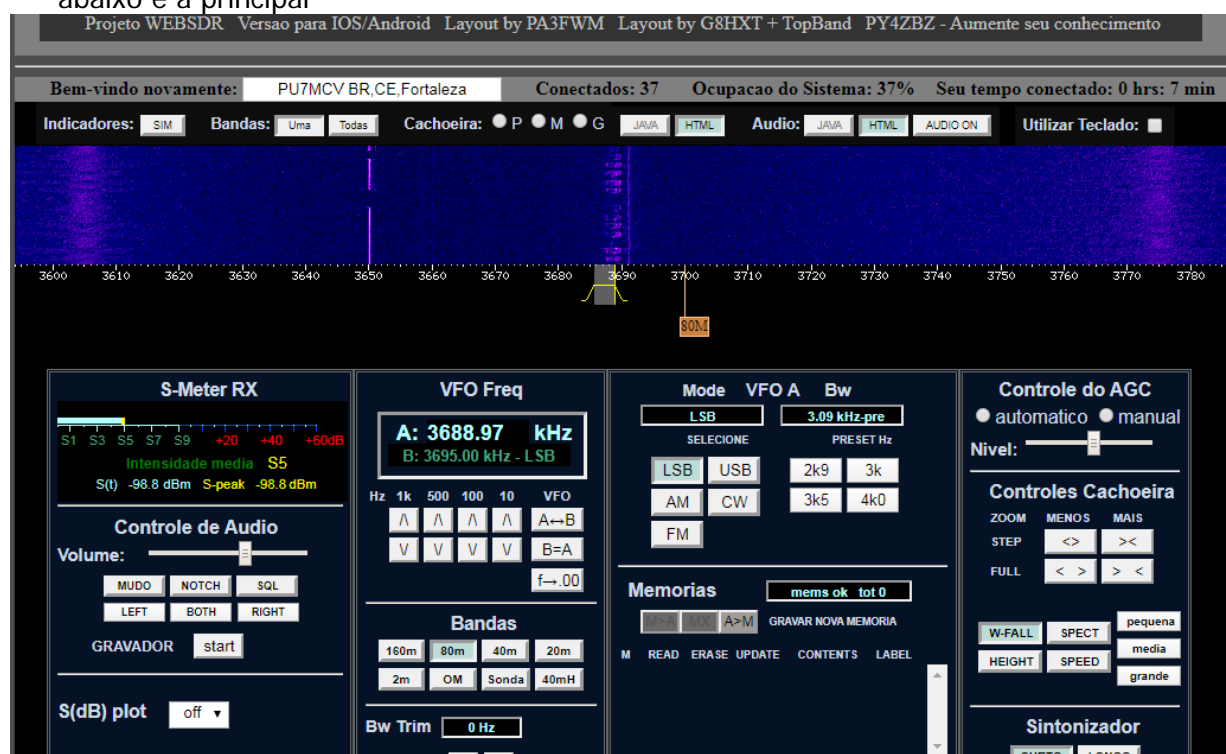 abaixo é a principal
Projeto WEBSDR Versao para IOS/Android Layout by PA3FWM Layout by G8HXT + TopBand PY4ZBZ - Aumente seu conhecimento
Bem-vindo novamente: PU7MCV BR,CE,Fortaleza Conectados: 37 Ocupacao do Sistema: 37% Seu tempo conectado: 0 hrs: 7 min
Indicadores: SIM Bandas: Uma Todas Cachoeira: P M G JAVA HTML Audio: JAVA HTML AUDIO ON Utilizar Teclado:
3600 3610 3620 3630 3640 3650 3660 3670 3680 3690 3700 3710 3720 3730 3740 3750 3760 3770 3780
80M
S-Meter RX
S1 S3 S5 S7 S9 +20 +40 +60dB
Intensidade media S5
S(t) -98.8 dBm S-peak -98.8 dBm
Controle de Audio
Volume:
MUDO NOTCH SQL
LEFT BOTH RIGHT
GRAVADOR start
S(dB) plot off ▼
VFO Freq
A: 3688.97 kHz
B: 3695.00 kHz - LSB
Hz 1k 500 100 10 VFO
/\ /\ /\ /\ A↔B
\/ \/ \/ \/ B=A
f→.00
Bandas
160m 80m 40m 20m
2m OM Sonda 40mH
Bw Trim 0 Hz
Mode VFO A Bw
LSB 3.09 kHz-pre
SELECIONE PRESET Hz
LSB USB 2k9 3k
AM CW 3k5 4k0
FM
Memorias mems ok tot 0
M>A MX A>M GRAVAR NOVA MEMORIA
M READ ERASE UPDATE CONTENTS LABEL
Controle do AGC
automatico manual
Nivel:
Controles Cachoeira
ZOOM MENOS MAIS
STEP <> ><
FULL < > > <
W-FALL SPECT pequena
HEIGHT SPEED media
grande
Sintonizador